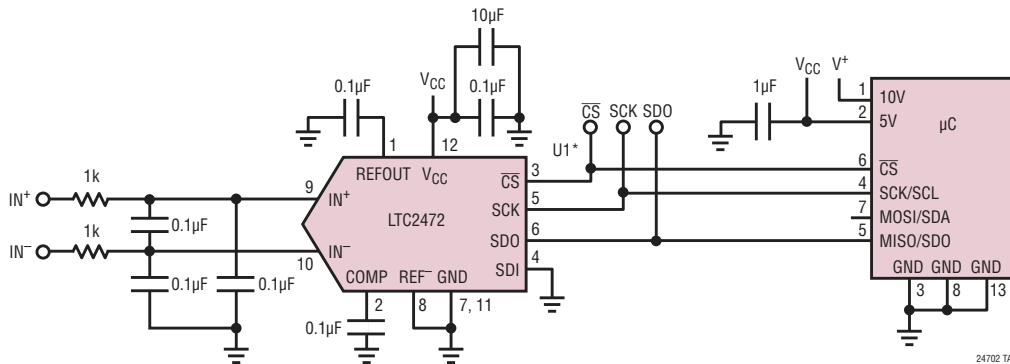 10µF
0.1µF
VCC
0.1µF
1
12
REFOUT
VCC
IN+
1k
9
IN+
0.1µF
IN–
1k
10
IN–
0.1µF
0.1µF
LTC2472
CS
3
SCK
5
SDO
6
SDI
4
COMP
REF–
GND
2
8
7, 11
0.1µF
CS
SCK
SDO
U1*
1µF
VCC
V+
1
10V
2
5V
µC
6
CS
4
SCK/SCL
7
MOSI/SDA
5
MISO/SDO
GND
GND
GND
3
8
13
24702 TA